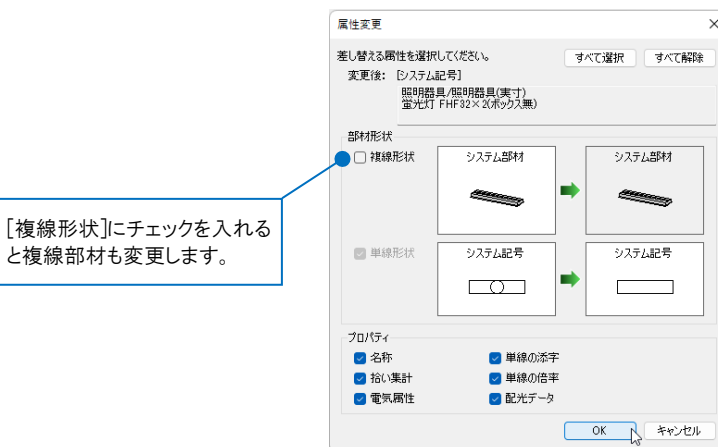 属性変更
差し替える属性を選択してください。
すべて選択
すべて解除
変更後: [システム記号]
照明器具/照明器具(実寸)
蛍光灯 FHF32×2(ボックス無)
部材形状
複線形状
システム部材
システム部材
[複線形状]にチェックを入れる
と複線部材も変更します。
単線形状
システム記号
システム記号
プロパティ
名称
単線の添字
拾い集計
単線の倍率
電気属性
配光データ
OK
キャンセル